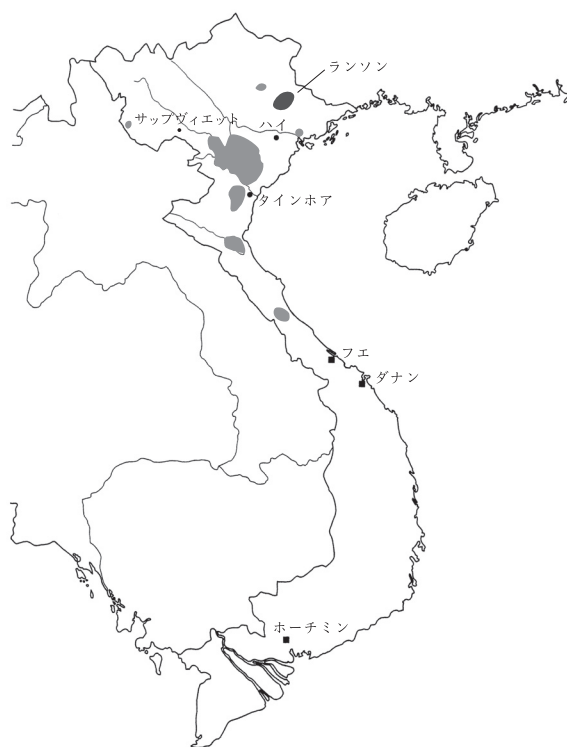 ランソン
サップヴィエット
ハイ
タインホア
フエ
ダナン
ホーチミン